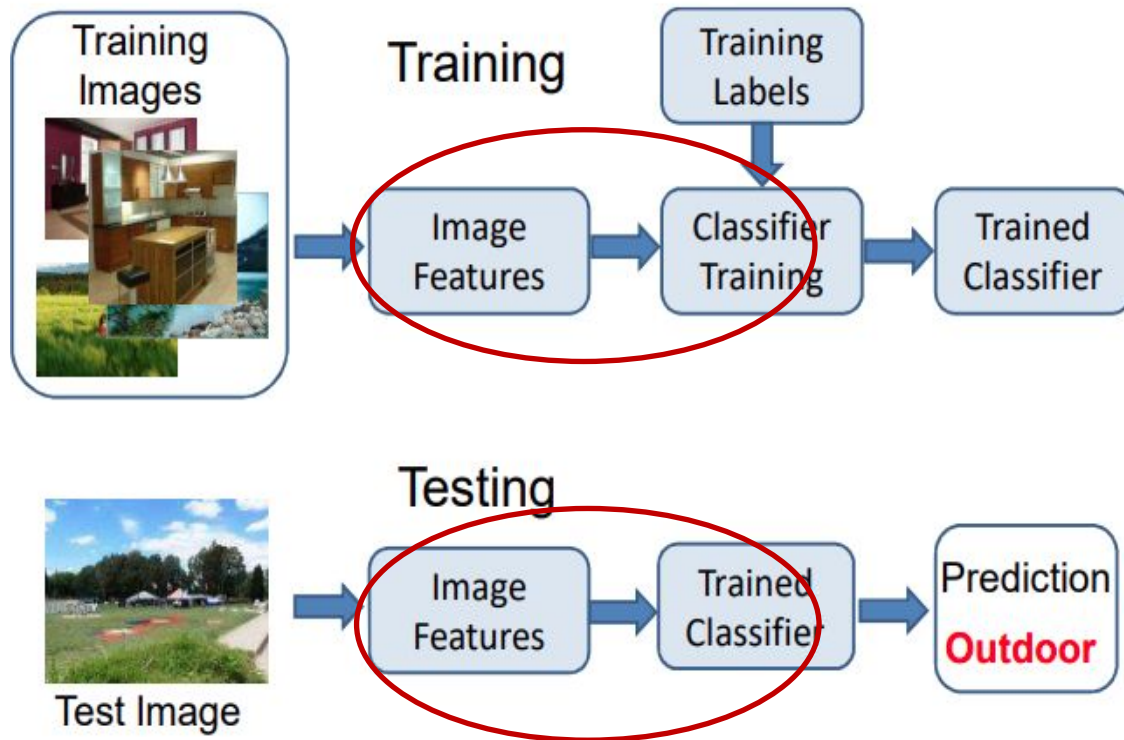 Training
Images
Training
Training
Labels
Image
Features
Classifier
Training
Trained
Classifier
Testing
Test Image
Image
Features
Trained
Classifier
Prediction
Outdoor